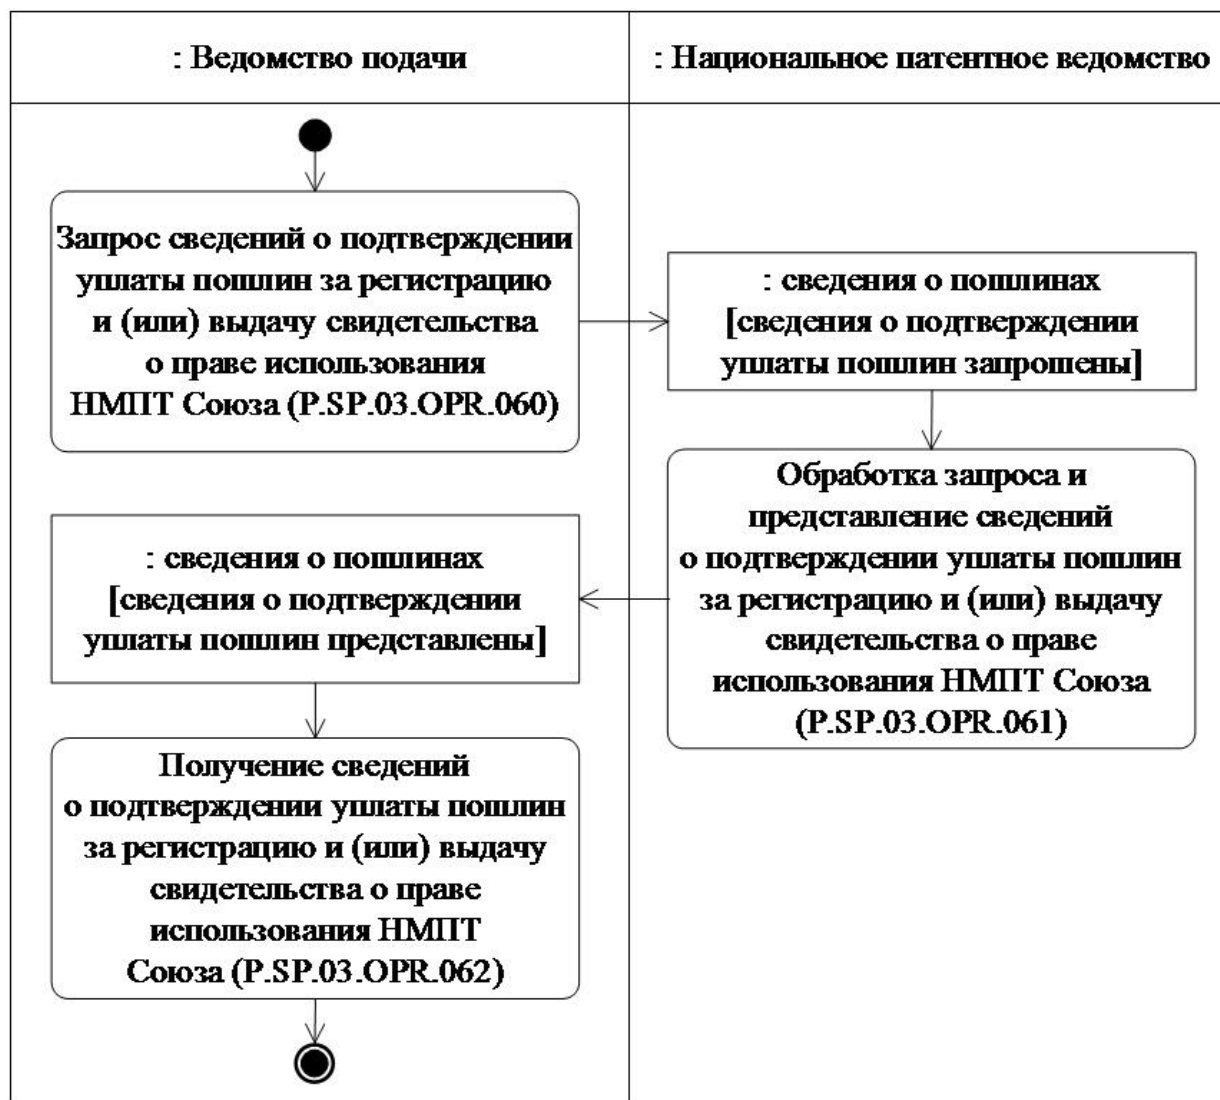 : Ведомство подачи
: Национальное патентное ведомство
Запрос сведений о подтверждении
уплаты пошлин за регистрацию
и (или) выдачу свидетельства
о праве использования
НМПТ Союза (P.SP.03.OPR.060)
: сведения о пошлинах
[сведения о подтверждении
уплаты пошлин запрошены]
Обработка запроса и
представление сведений
о подтверждении уплаты пошлин
за регистрацию и (или) выдачу
свидетельства о праве
использования НМПТ Союза
(P.SP.03.OPR.061)
: сведения о пошлинах
[сведения о подтверждении
уплаты пошлин представлены]
Получение сведений
о подтверждении уплаты пошлин
за регистрацию и (или) выдачу
свидетельства о праве
использования НМПТ
Союза (P.SP.03.OPR.062)